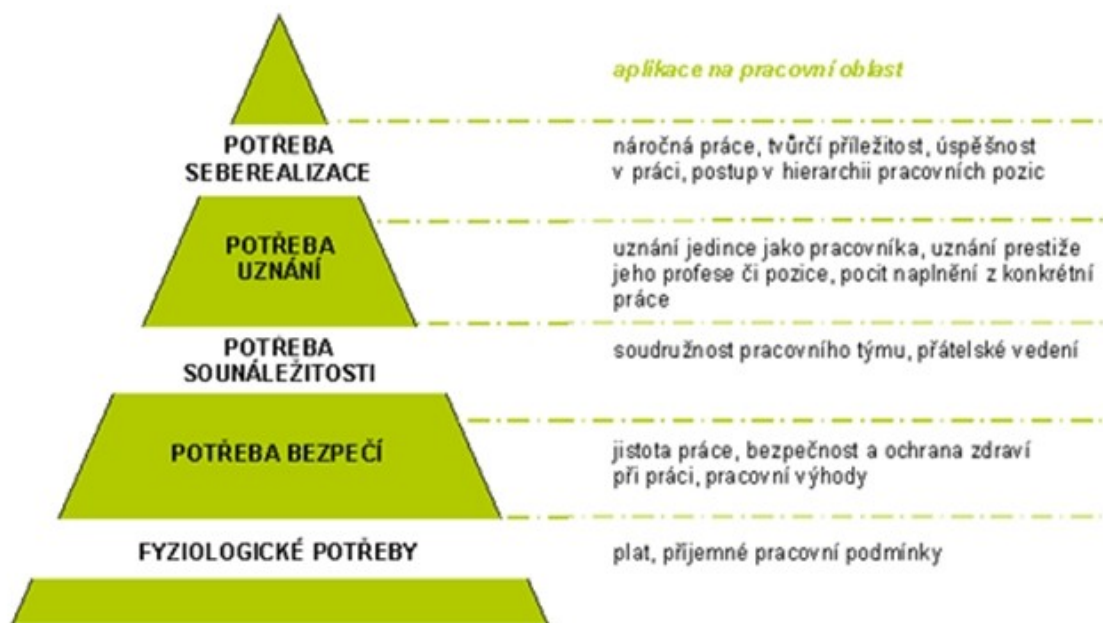 aplikace na pracovní oblast
POTŘEBA
SEBEREALIZACE
náročná práce, tvůrčí příležitost, úspěšnost
v práci, postup v hierarchii pracovních pozic
POTŘEBA
UZNÁNÍ
uznání jedince jako pracovníka, uznání prestiže
jeho profese či pozice, pocit naplnění z konkrétní
práce
POTŘEBA
SOUNÁLEŽITOSTI
soudružnost pracovního týmu, přátelské vedení
POTŘEBA BEZPEČÍ
jistota práce, bezpečnost a ochrana zdraví
při práci, pracovní výhody
FYZIOLOGICKÉ POTŘEBY
plat, příjemné pracovní podmínky